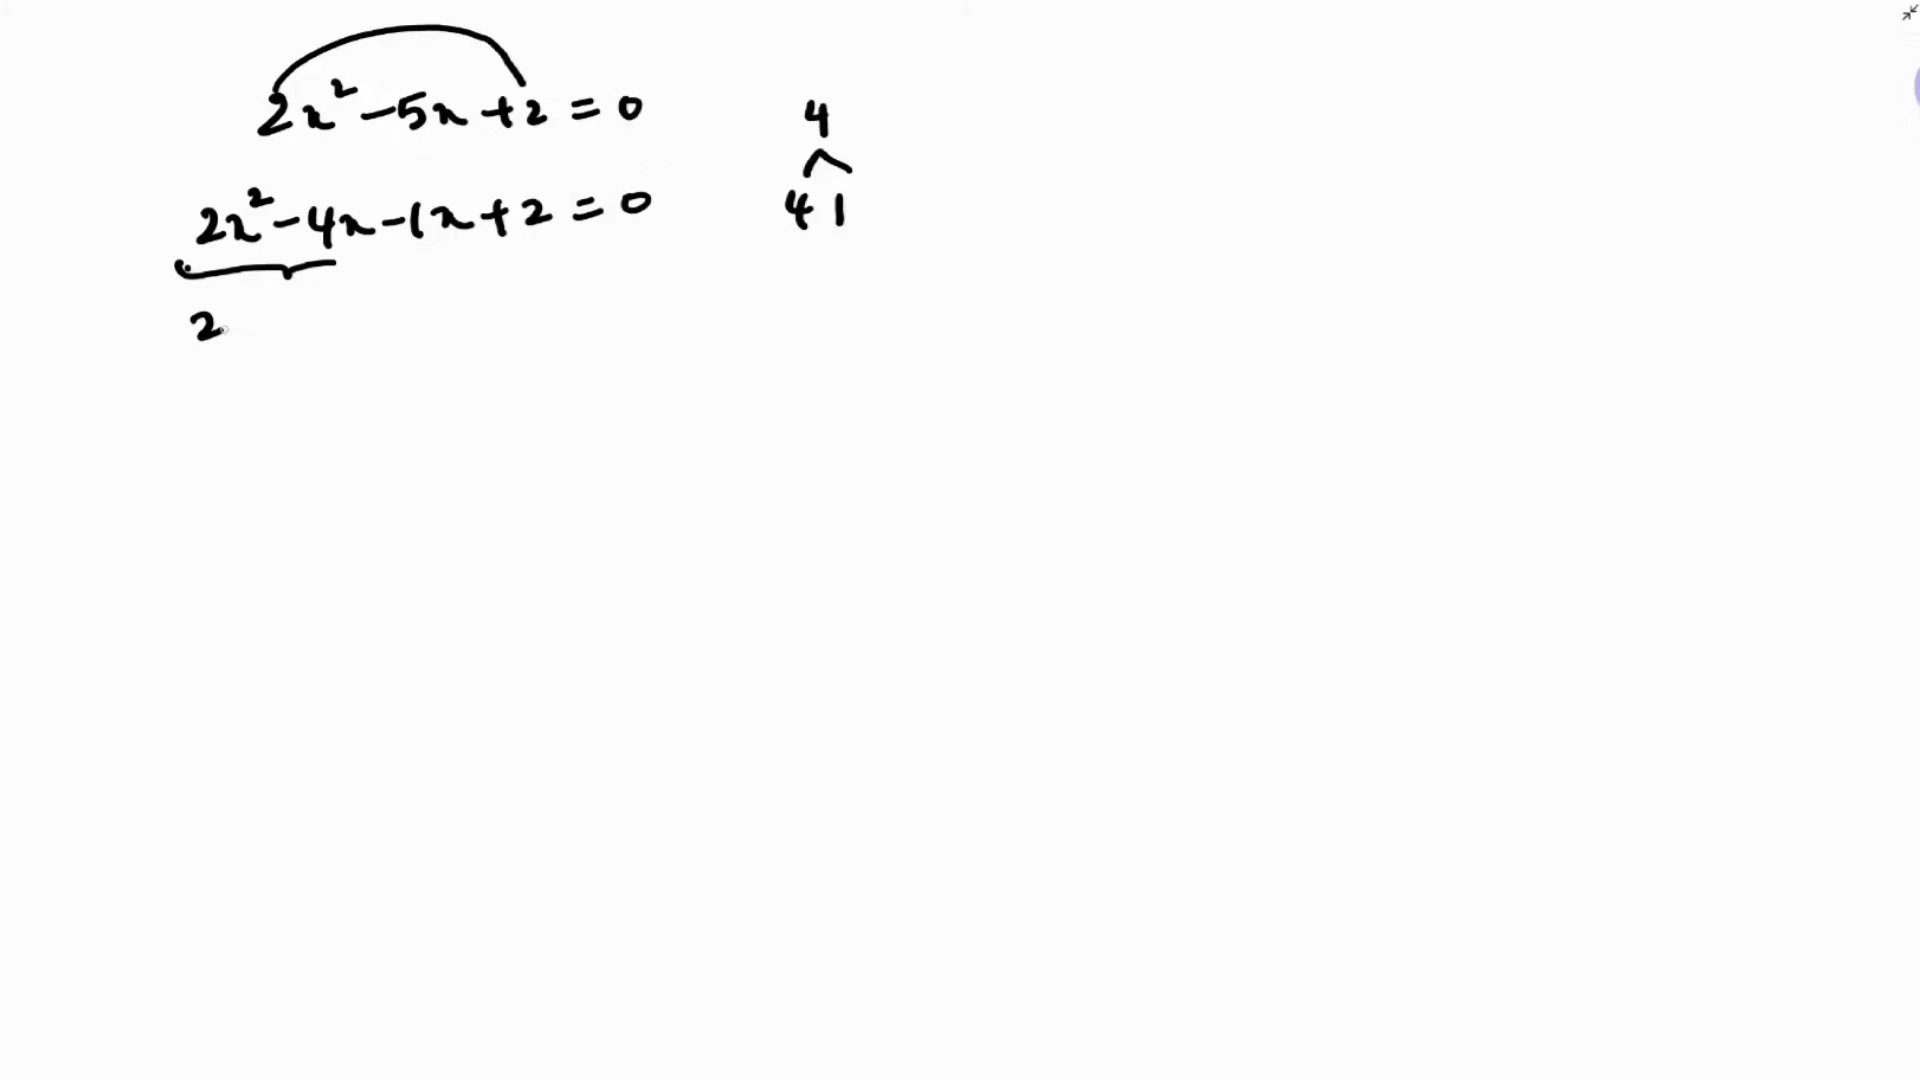 2x² - 5x + 2 = 0
4
2x² - 4x - 1x + 2 = 0
4 1
2